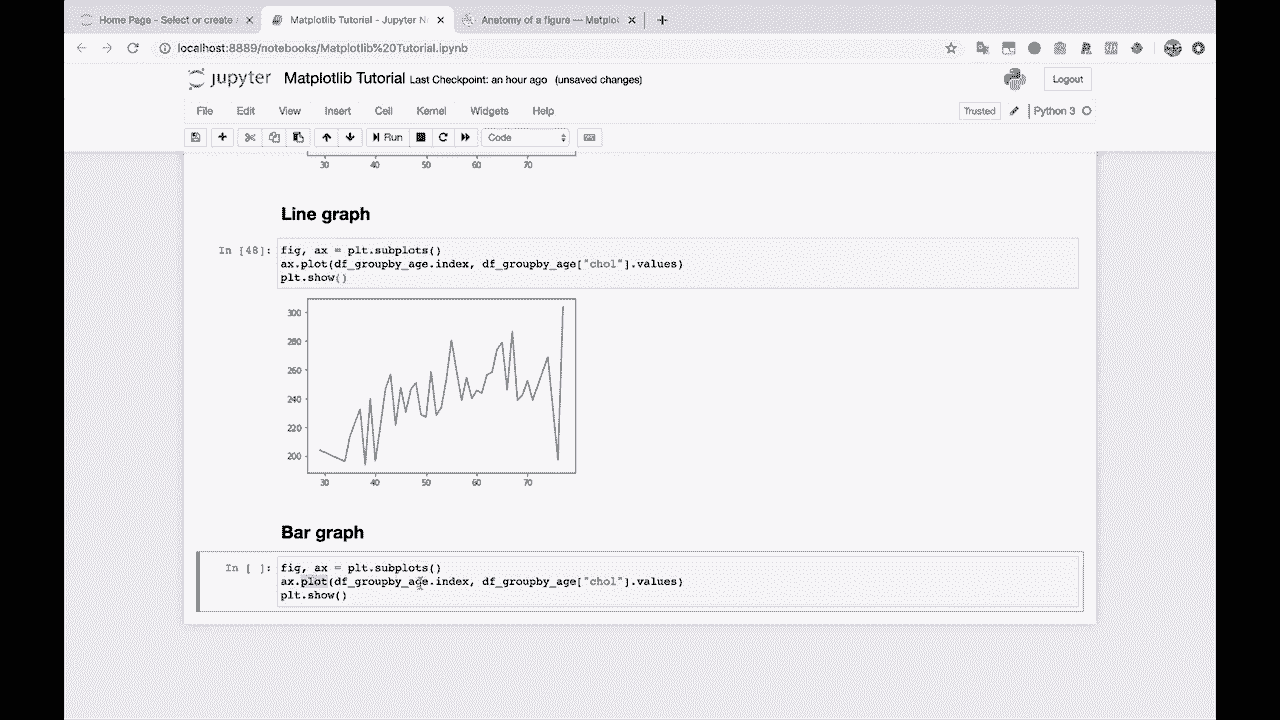 Home Page - Select or create
Matplotlib Tutorial - Jupyter N
Anatomy of a figure — Matplot
localhost:8889/notebooks/Matplotlib%20Tutorial.ipynb
jupyter Matplotlib Tutorial Last Checkpoint: an hour ago (unsaved changes)
Logout
File Edit View Insert Cell Kernel Widgets Help
Trusted
Python 3
Run
Code
30 40 50 60 70
Line graph
In [48]:
fig, ax = plt.subplots()
ax.plot(df_groupby_age.index, df_groupby_age["chol"].values)
plt.show()
300
280
260
240
220
200
30 40 50 60 70
Bar graph
In [ ]:
fig, ax = plt.subplots()
ax.plot(df_groupby_age.index, df_groupby_age["chol"].values)
plt.show()